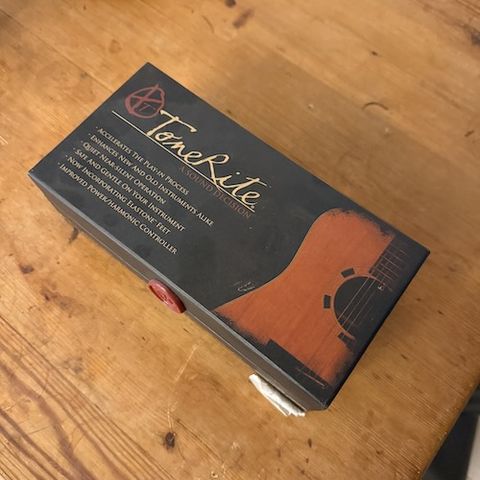 ToneRite
A SOUND DECISION
· ACCELERATES THE PLAY-IN PROCESS
· ENHANCES NEW AND OLD INSTRUMENTS ALIKE
· QUIET NEAR-SILENT OPERATION
· SAFE AND GENTLE ON YOUR INSTRUMENT
· NOW INCORPORATING ELASTONE™ FEET
· IMPROVED POWER/HARMONIC CONTROLLER